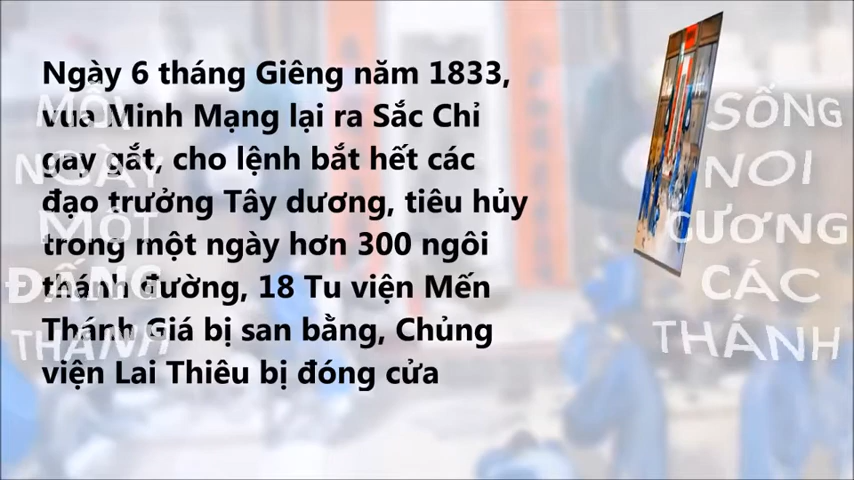 Ngày 6 tháng Giêng năm 1833,
vua Minh Mạng lại ra Sắc Chỉ
gay gắt, cho lệnh bắt hết các
đạo trưởng Tây dương, tiêu hủy
trong một ngày hơn 300 ngôi
thánh đường, 18 Tu viện Mến
Thánh Giá bị san bằng, Chủng
viện Lai Thiêu bị đóng cửa
MỖI
NGÀY
MỘT
ĐẤNG
THÁNH
SỐNG
NOI
GƯƠNG
CÁC
THÁNH